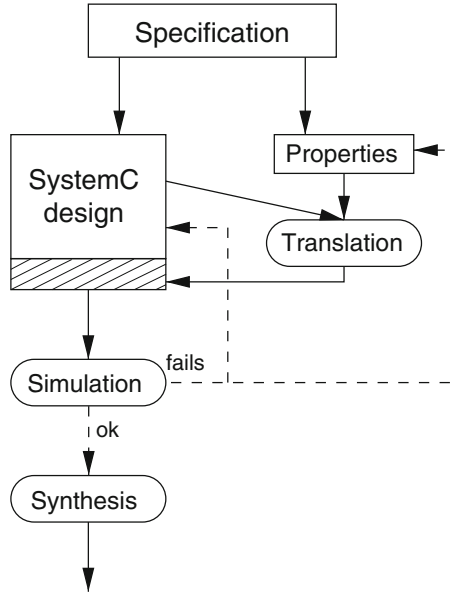 Specification
SystemC
design
Properties
Translation
Simulation
fails
ok
Synthesis